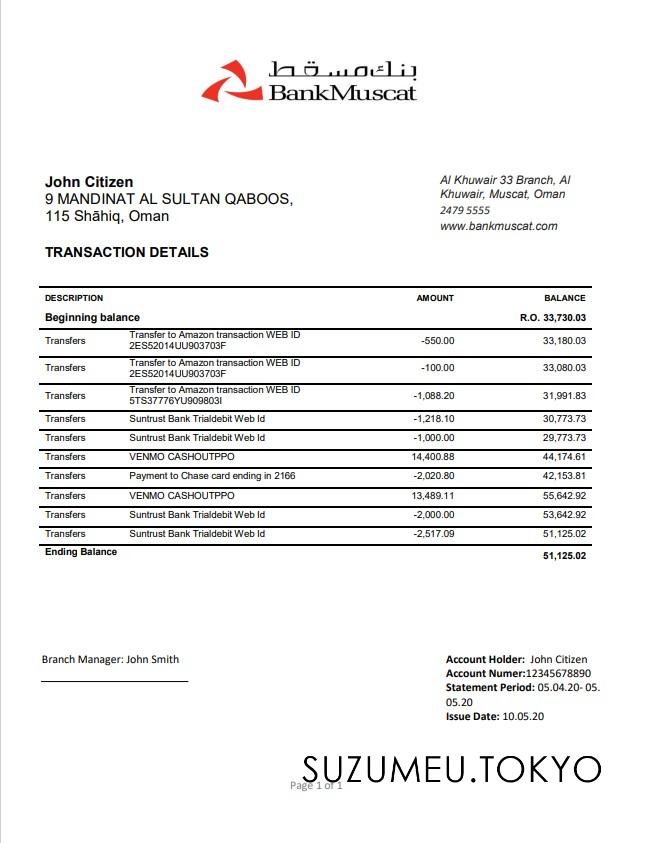 بنك مسقط
BankMuscat
John Citizen
9 MANDINAT AL SULTAN QABOOS,
115 Shāhiq, Oman
Al Khuwair 33 Branch, Al
Khuwair, Muscat, Oman
2479 5555
www.bankmuscat.com
TRANSACTION DETAILS
DESCRIPTION AMOUNT BALANCE
Beginning balance R.O. 33,730.03
Transfers Transfer to Amazon transaction WEB ID
2ES52014UU903703F -550.00 33,180.03
Transfers Transfer to Amazon transaction WEB ID
2ES52014UU903703F -100.00 33,080.03
Transfers Transfer to Amazon transaction WEB ID
5TS37776YU909803I -1,088.20 31,991.83
Transfers Suntrust Bank Trialdebit Web Id -1,218.10 30,773.73
Transfers Suntrust Bank Trialdebit Web Id -1,000.00 29,773.73
Transfers VENMO CASHOUTPPO 14,400.88 44,174.61
Transfers Payment to Chase card ending in 2166 -2,020.80 42,153.81
Transfers VENMO CASHOUTPPO 13,489.11 55,642.92
Transfers Suntrust Bank Trialdebit Web Id -2,000.00 53,642.92
Transfers Suntrust Bank Trialdebit Web Id -2,517.09 51,125.02
Ending Balance 51,125.02
Branch Manager: John Smith
Account Holder: John Citizen
Account Numer:12345678890
Statement Period: 05.04.20- 05.
05.20
Issue Date: 10.05.20
SUZUMEU.TOKYO
Page 1 of 1